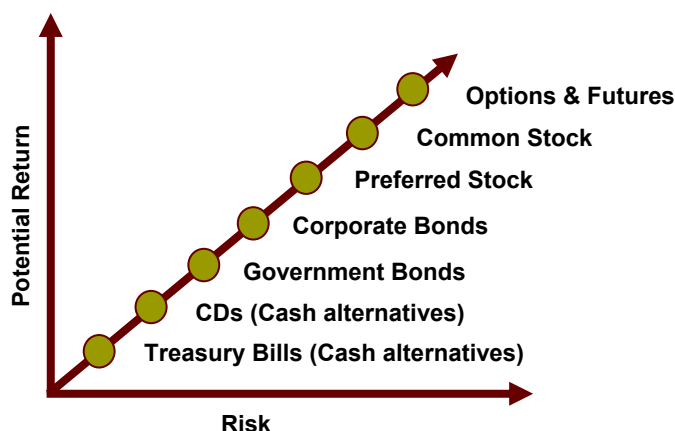 Potential Return
Options & Futures
Common Stock
Preferred Stock
Corporate Bonds
Government Bonds
CDs (Cash alternatives)
Treasury Bills (Cash alternatives)
Risk